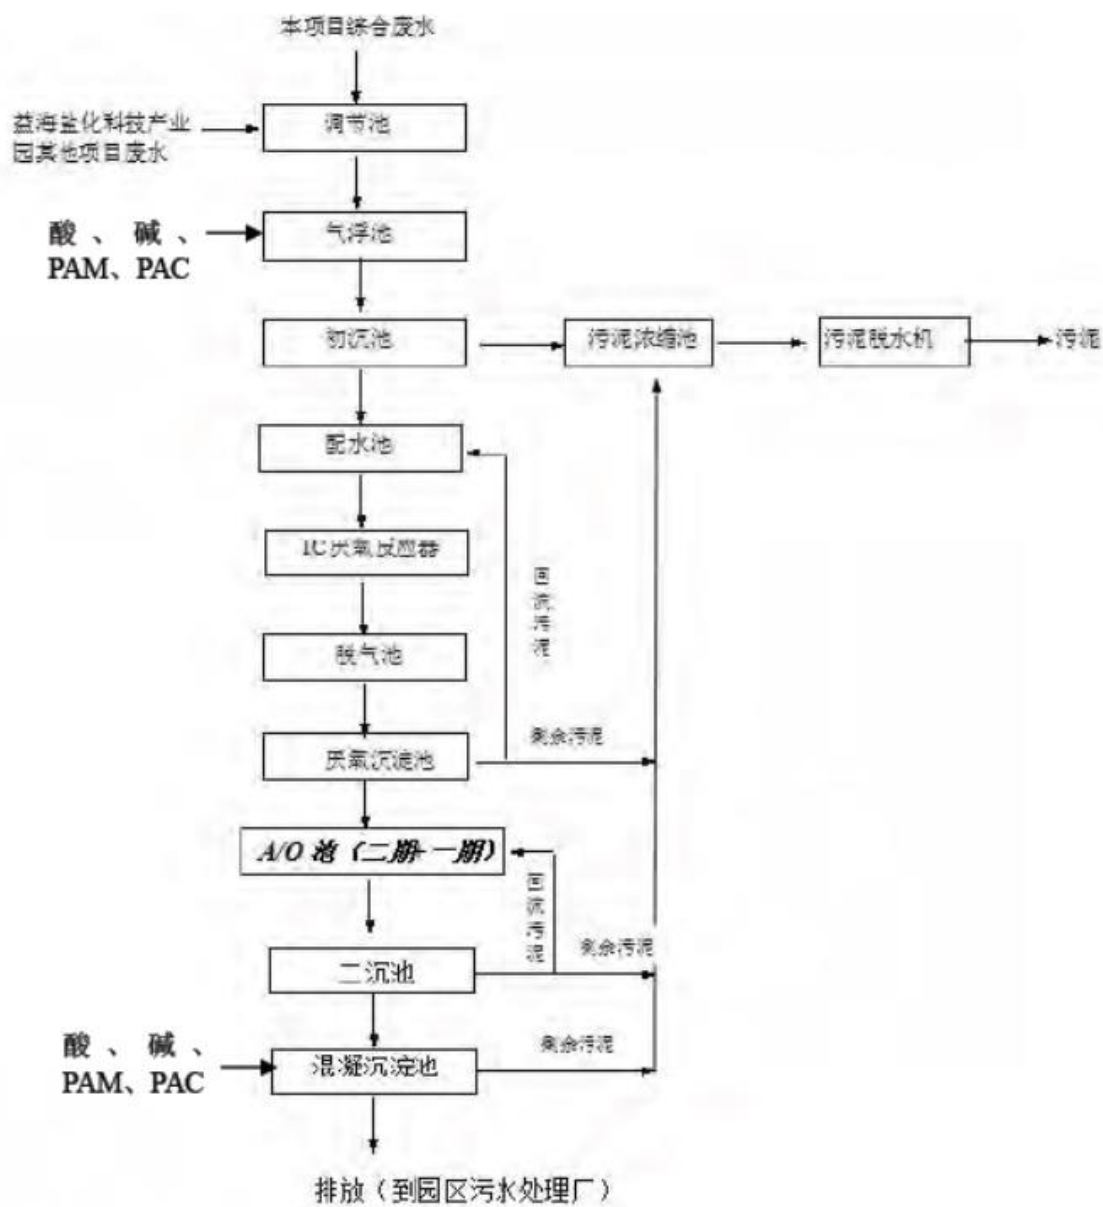 本项目综合废水
益海盐化科技产业
园其他项目废水
调节池
酸、碱、
PAM、PAC
气浮池
初沉池
污泥浓缩池
污泥脱水机
污泥
配水池
IC厌氧反应器
回流污泥
脱气池
剩余污泥
厌氧沉淀池
A/O 池（二期+一期）
回流污泥
剩余污泥
二沉池
剩余污泥
酸、碱、
PAM、PAC
混凝沉淀池
排放（到园区污水处理厂）